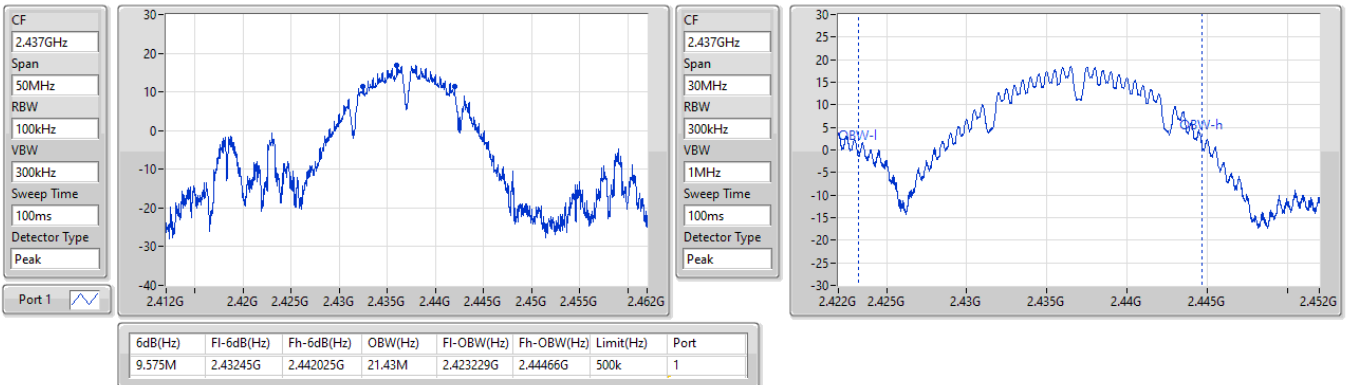 CF
2.437GHz
Span
50MHz
RBW
100kHz
VBW
300kHz
Sweep Time
100ms
Detector Type
Peak
Port 1
30
20
10
0
-10
-20
-30
-40
2.412G 2.42G 2.425G 2.43G 2.435G 2.44G 2.445G 2.45G 2.455G 2.462G
CF
2.437GHz
Span
30MHz
RBW
300kHz
VBW
1MHz
Sweep Time
100ms
Detector Type
Peak
30
25
20
15
10
5
0
-5
-10
-15
-20
-25
-30
OBW-l
OBW-h
2.422G 2.425G 2.43G 2.435G 2.44G 2.445G 2.452G
6dB(Hz) Fl-6dB(Hz) Fh-6dB(Hz) OBW(Hz) Fl-OBW(Hz) Fh-OBW(Hz) Limit(Hz) Port
9.575M 2.43245G 2.442025G 21.43M 2.423229G 2.44466G 500k 1